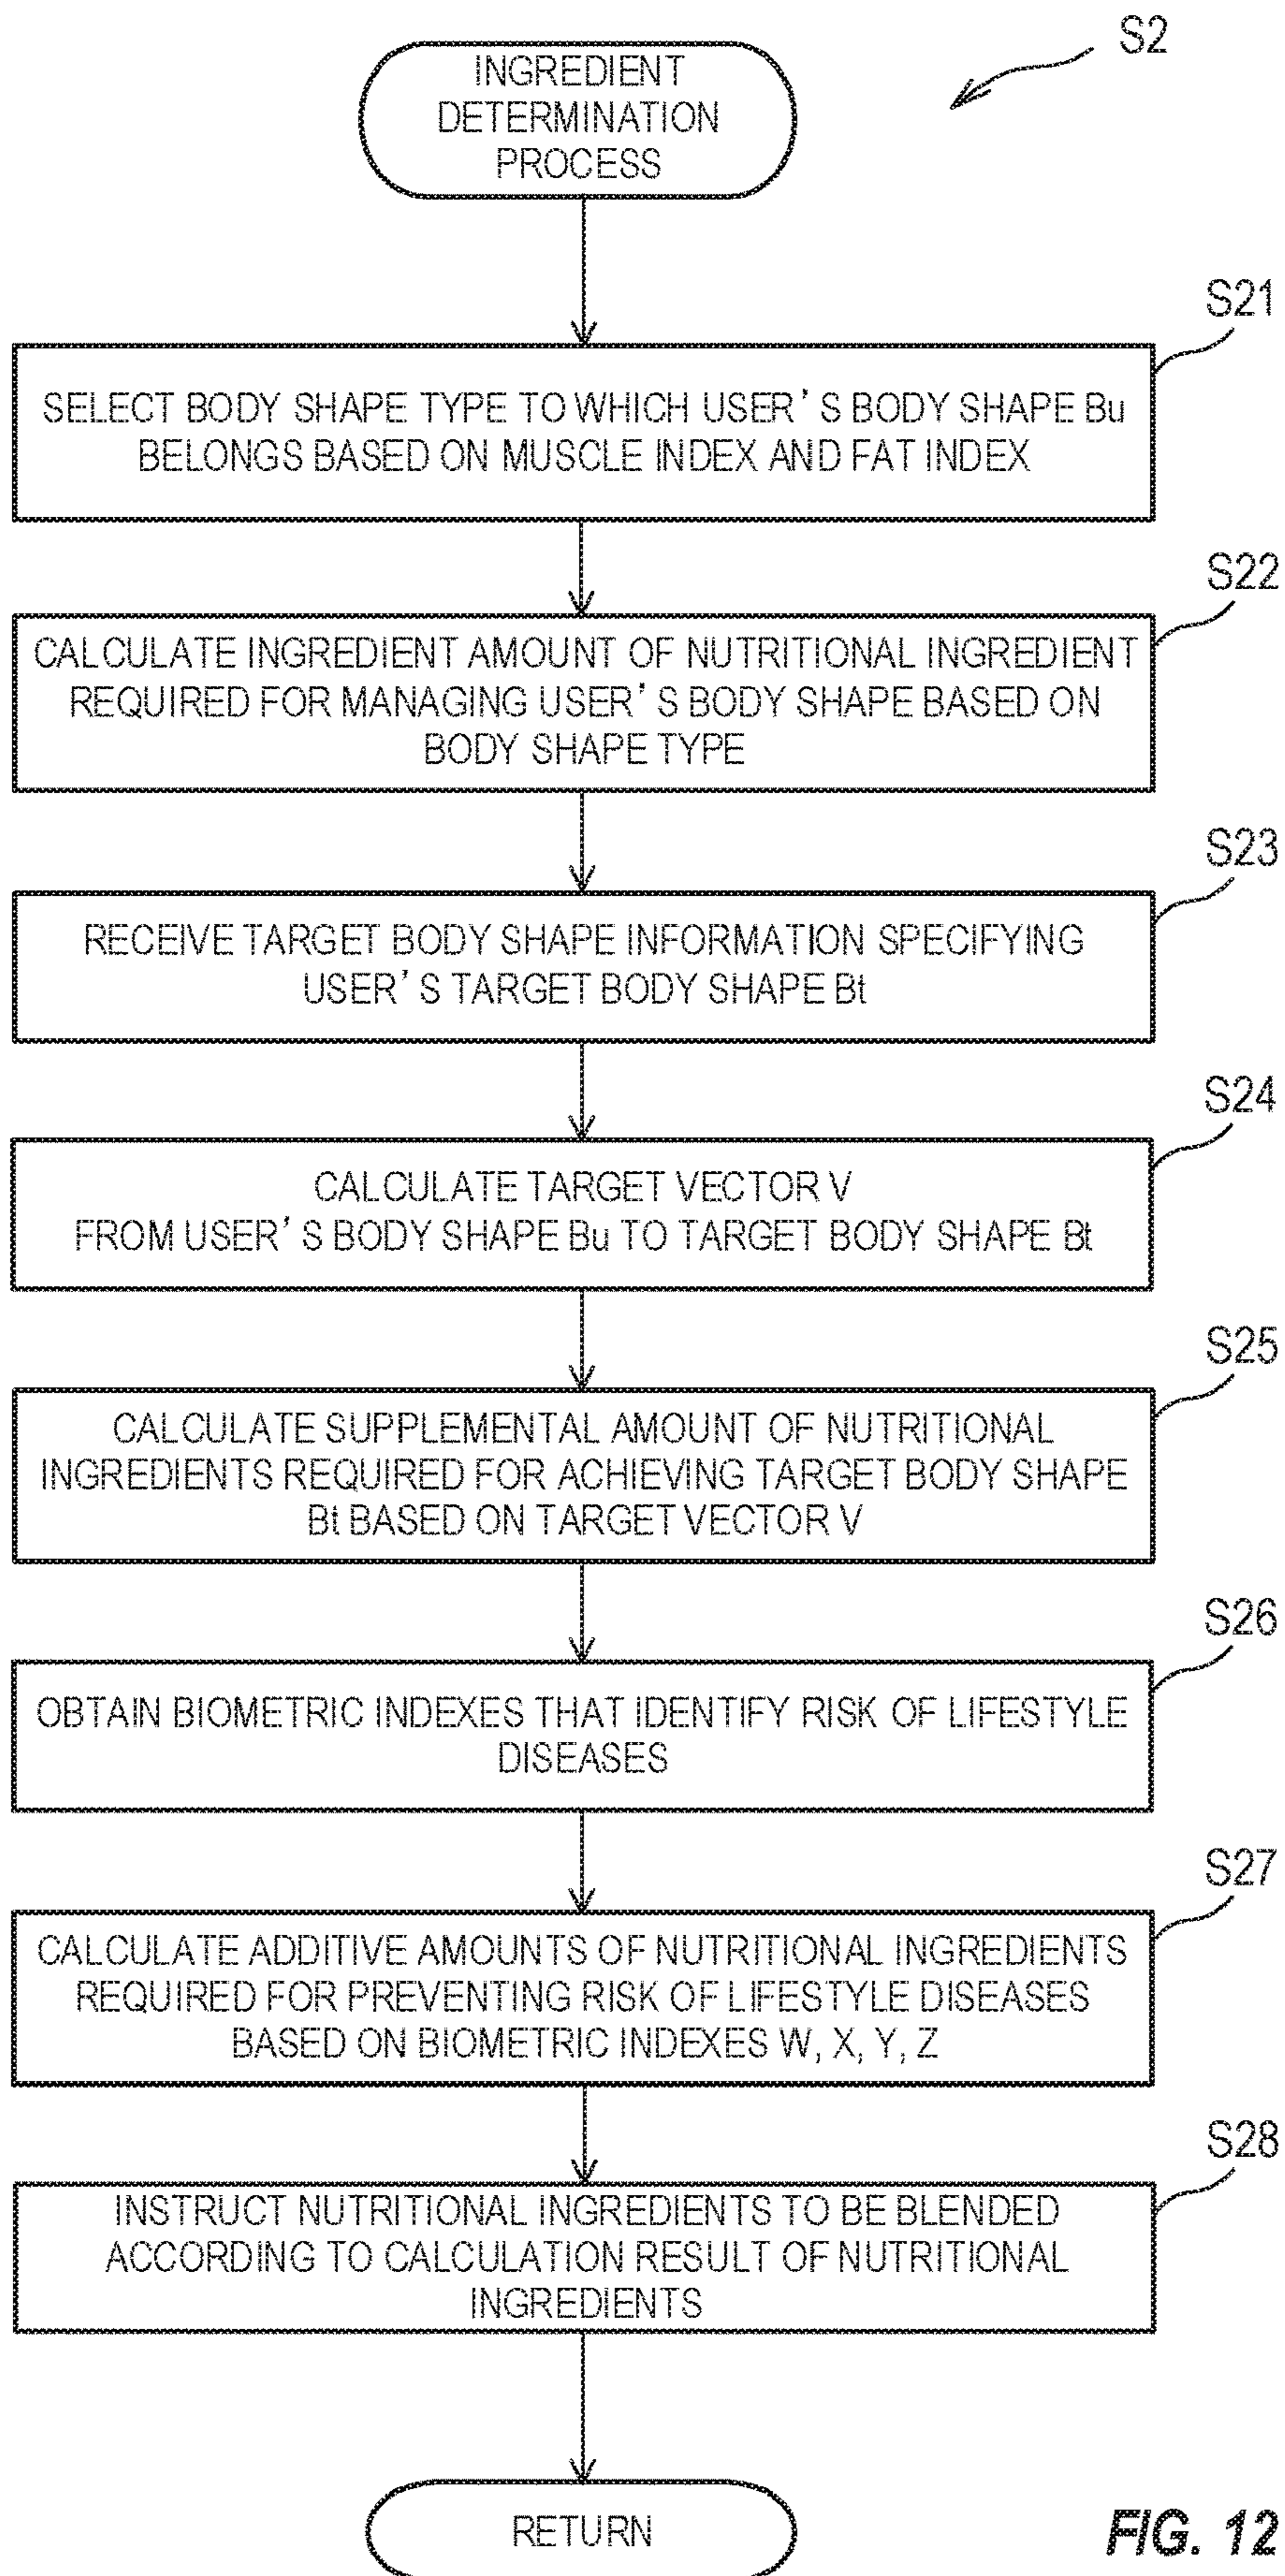 S2
INGREDIENT
DETERMINATION
PROCESS
S21
SELECT BODY SHAPE TYPE TO WHICH USER'S BODY SHAPE Bu
BELONGS BASED ON MUSCLE INDEX AND FAT INDEX
S22
CALCULATE INGREDIENT AMOUNT OF NUTRITIONAL INGREDIENT
REQUIRED FOR MANAGING USER'S BODY SHAPE BASED ON
BODY SHAPE TYPE
S23
RECEIVE TARGET BODY SHAPE INFORMATION SPECIFYING
USER'S TARGET BODY SHAPE Bt
S24
CALCULATE TARGET VECTOR V
FROM USER'S BODY SHAPE Bu TO TARGET BODY SHAPE Bt
S25
CALCULATE SUPPLEMENTAL AMOUNT OF NUTRITIONAL
INGREDIENTS REQUIRED FOR ACHIEVING TARGET BODY SHAPE
Bt BASED ON TARGET VECTOR V
S26
OBTAIN BIOMETRIC INDEXES THAT IDENTIFY RISK OF LIFESTYLE
DISEASES
S27
CALCULATE ADDITIVE AMOUNTS OF NUTRITIONAL INGREDIENTS
REQUIRED FOR PREVENTING RISK OF LIFESTYLE DISEASES
BASED ON BIOMETRIC INDEXES W, X, Y, Z
S28
INSTRUCT NUTRITIONAL INGREDIENTS TO BE BLENDED
ACCORDING TO CALCULATION RESULT OF NUTRITIONAL
INGREDIENTS
RETURN
FIG. 12